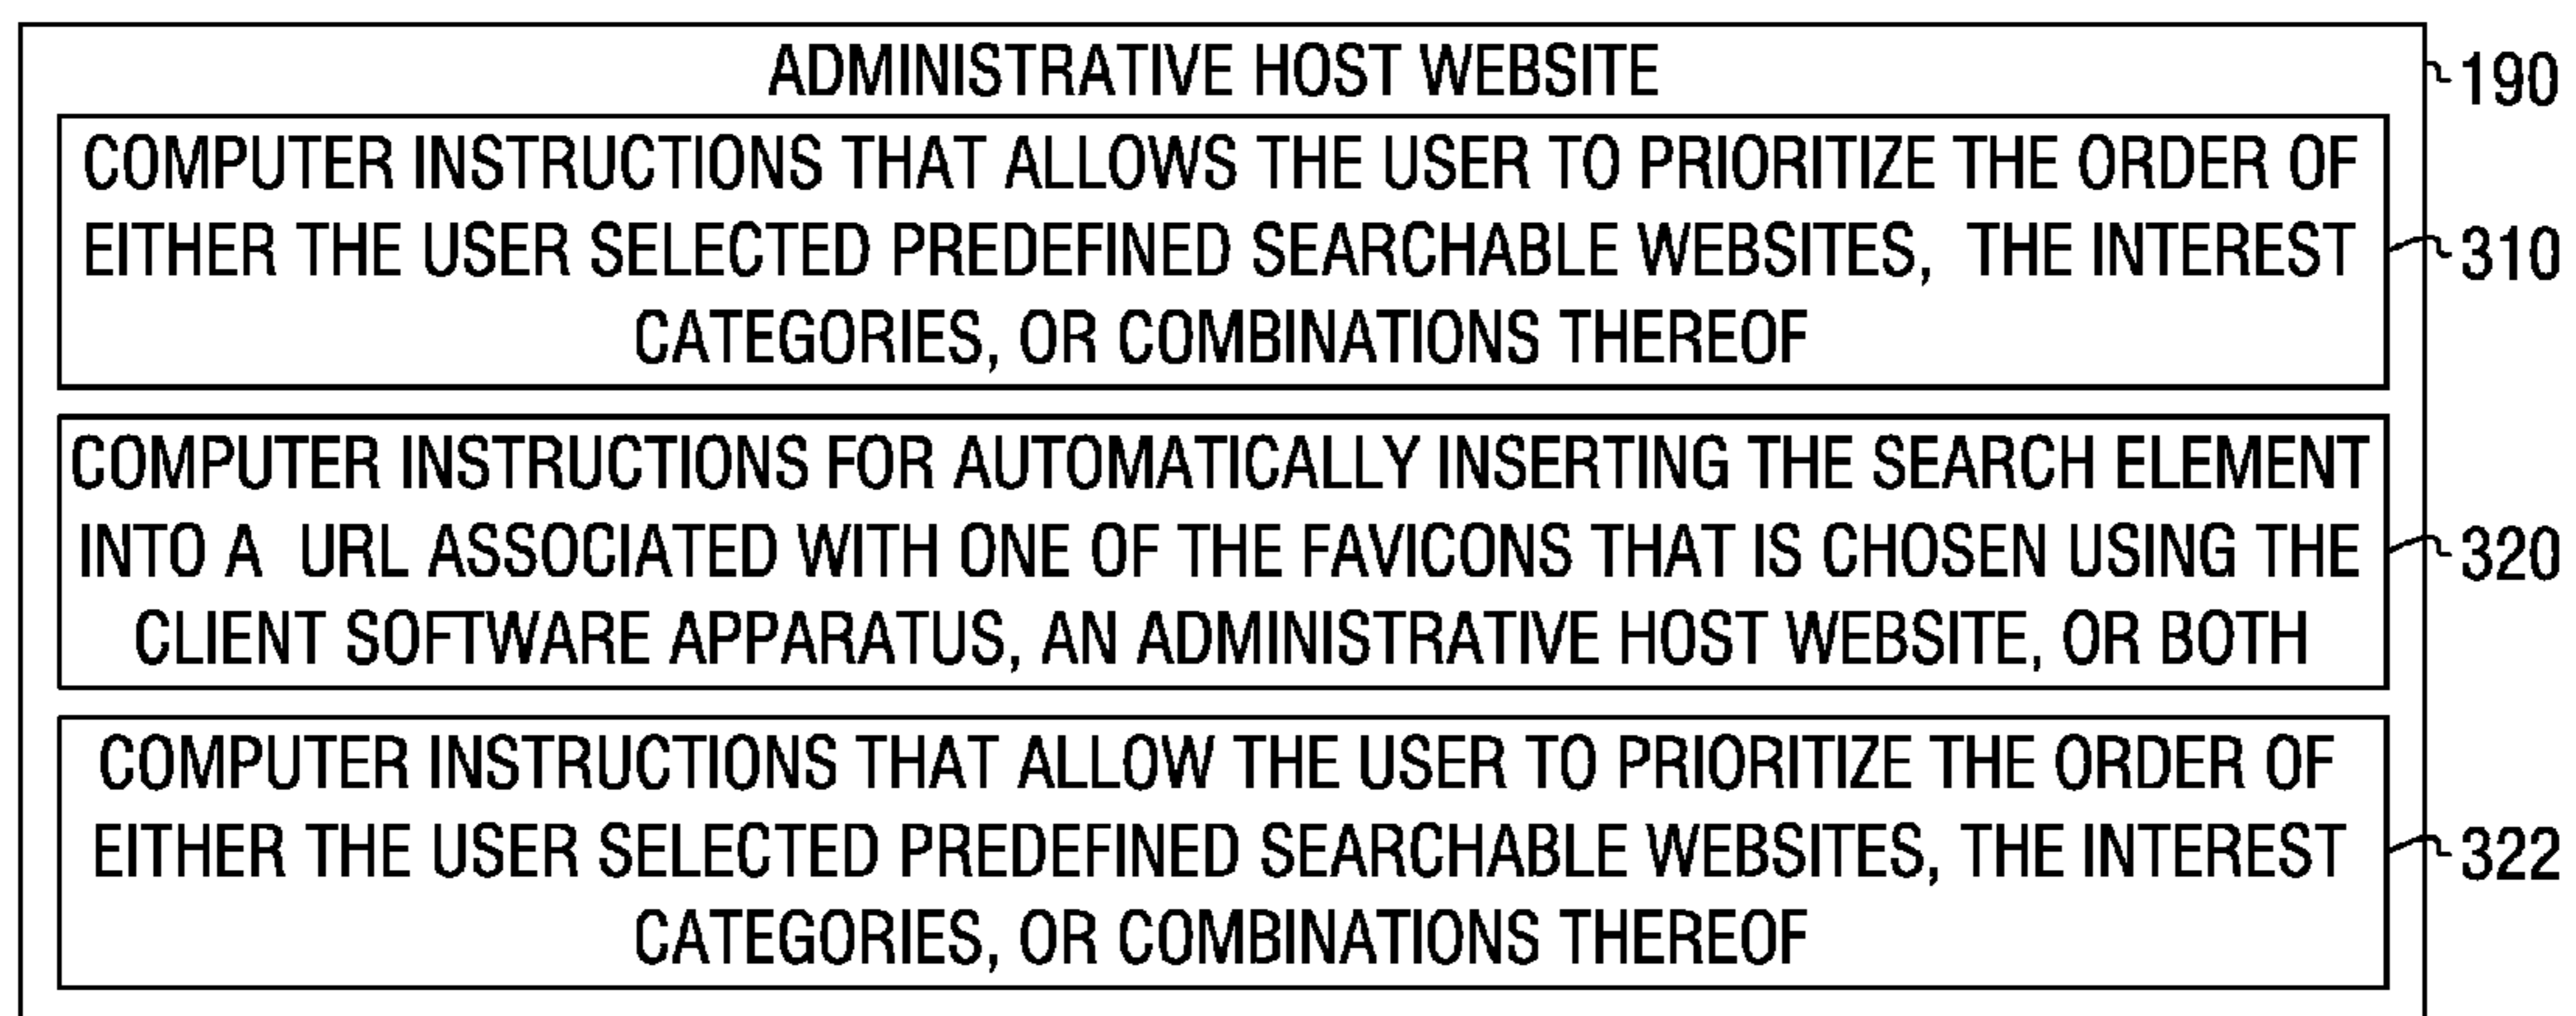 ADMINISTRATIVE HOST WEBSITE
190
COMPUTER INSTRUCTIONS THAT ALLOWS THE USER TO PRIORITIZE THE ORDER OF
EITHER THE USER SELECTED PREDEFINED SEARCHABLE WEBSITES, THE INTEREST
CATEGORIES, OR COMBINATIONS THEREOF
310
COMPUTER INSTRUCTIONS FOR AUTOMATICALLY INSERTING THE SEARCH ELEMENT
INTO A URL ASSOCIATED WITH ONE OF THE FAVICONS THAT IS CHOSEN USING THE
CLIENT SOFTWARE APPARATUS, AN ADMINISTRATIVE HOST WEBSITE, OR BOTH
320
COMPUTER INSTRUCTIONS THAT ALLOW THE USER TO PRIORITIZE THE ORDER OF
EITHER THE USER SELECTED PREDEFINED SEARCHABLE WEBSITES, THE INTEREST
CATEGORIES, OR COMBINATIONS THEREOF
322